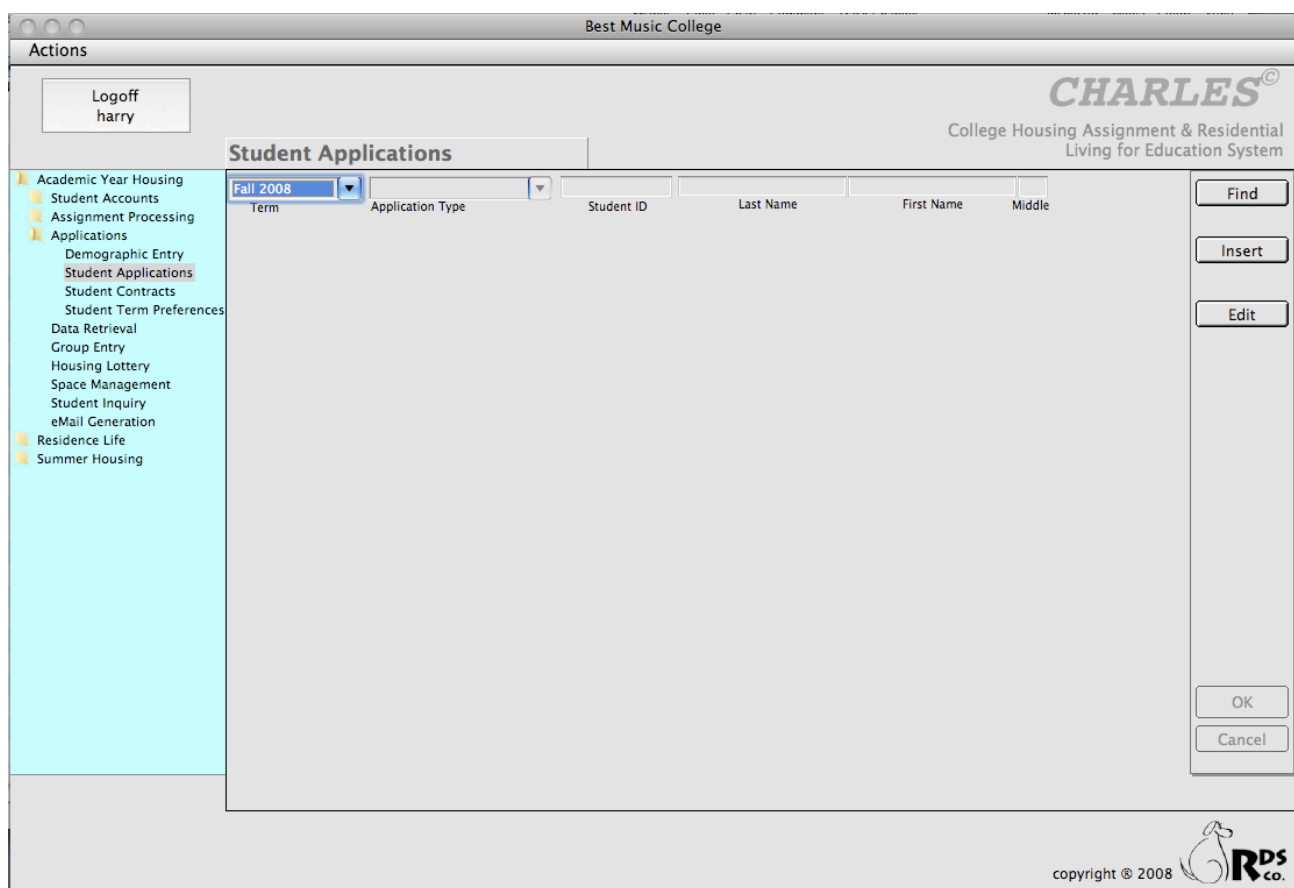 Best Music College
Actions
Logoff
harry
CHARLES©
College Housing Assignment & Residential
Living for Education System
Student Applications
Academic Year Housing
Student Accounts
Assignment Processing
Applications
Demographic Entry
Student Applications
Student Contracts
Student Term Preferences
Data Retrieval
Group Entry
Housing Lottery
Space Management
Student Inquiry
eMail Generation
Residence Life
Summer Housing
Fall 2008
Term Application Type Student ID Last Name First Name Middle
Find
Insert
Edit
OK
Cancel
copyright ® 2008
RDS
co.